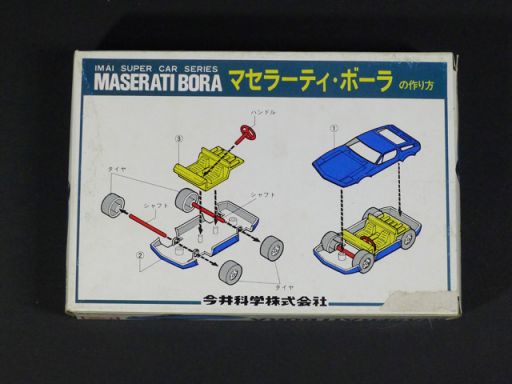 IMAI SUPER CAR SERIES
MASERATI BORA マセラーティ・ボーラ の作り方
ハンドル
③
①
タイヤ
シャフト
シャフト
②
タイヤ
今井科学株式会社